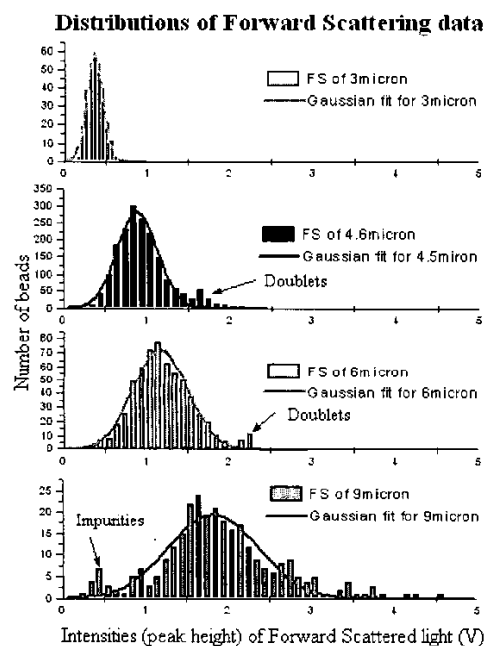 Distributions of Forward Scattering data
60
50
40
30
20
10
0
FS of 3micron
Gaussian fit for 3micron
0 1 2 3 4 5
350
300
250
200
150
100
50
0
FS of 4.6micron
Gaussian fit for 4.5miron
Doublets
0 1 2 3 4 5
Number of beads
80
70
60
50
40
30
20
10
0
FS of 6micron
Gaussian fit for 6micron
Doublets
0 1 2 3 4 5
25
20
15
10
5
0
FS of 9micron
Gaussian fit for 9micron
Impurities
0 1 2 3 4 5
Intensities (peak height) of Forward Scattered light (V)